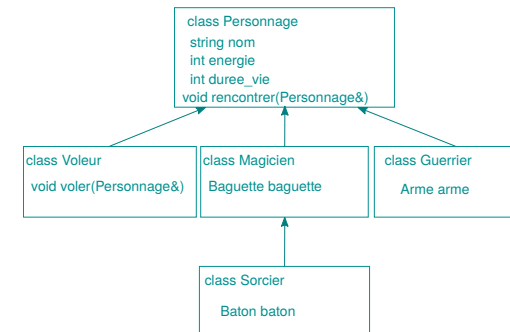 class Personnage
string nom
int energie
int duree_vie
void rencontrer(Personnage&)
class Voleur
void voler(Personnage&)
class Magicien
Baguette baguette
class Guerrier
Arme arme
class Sorcier
Baton baton